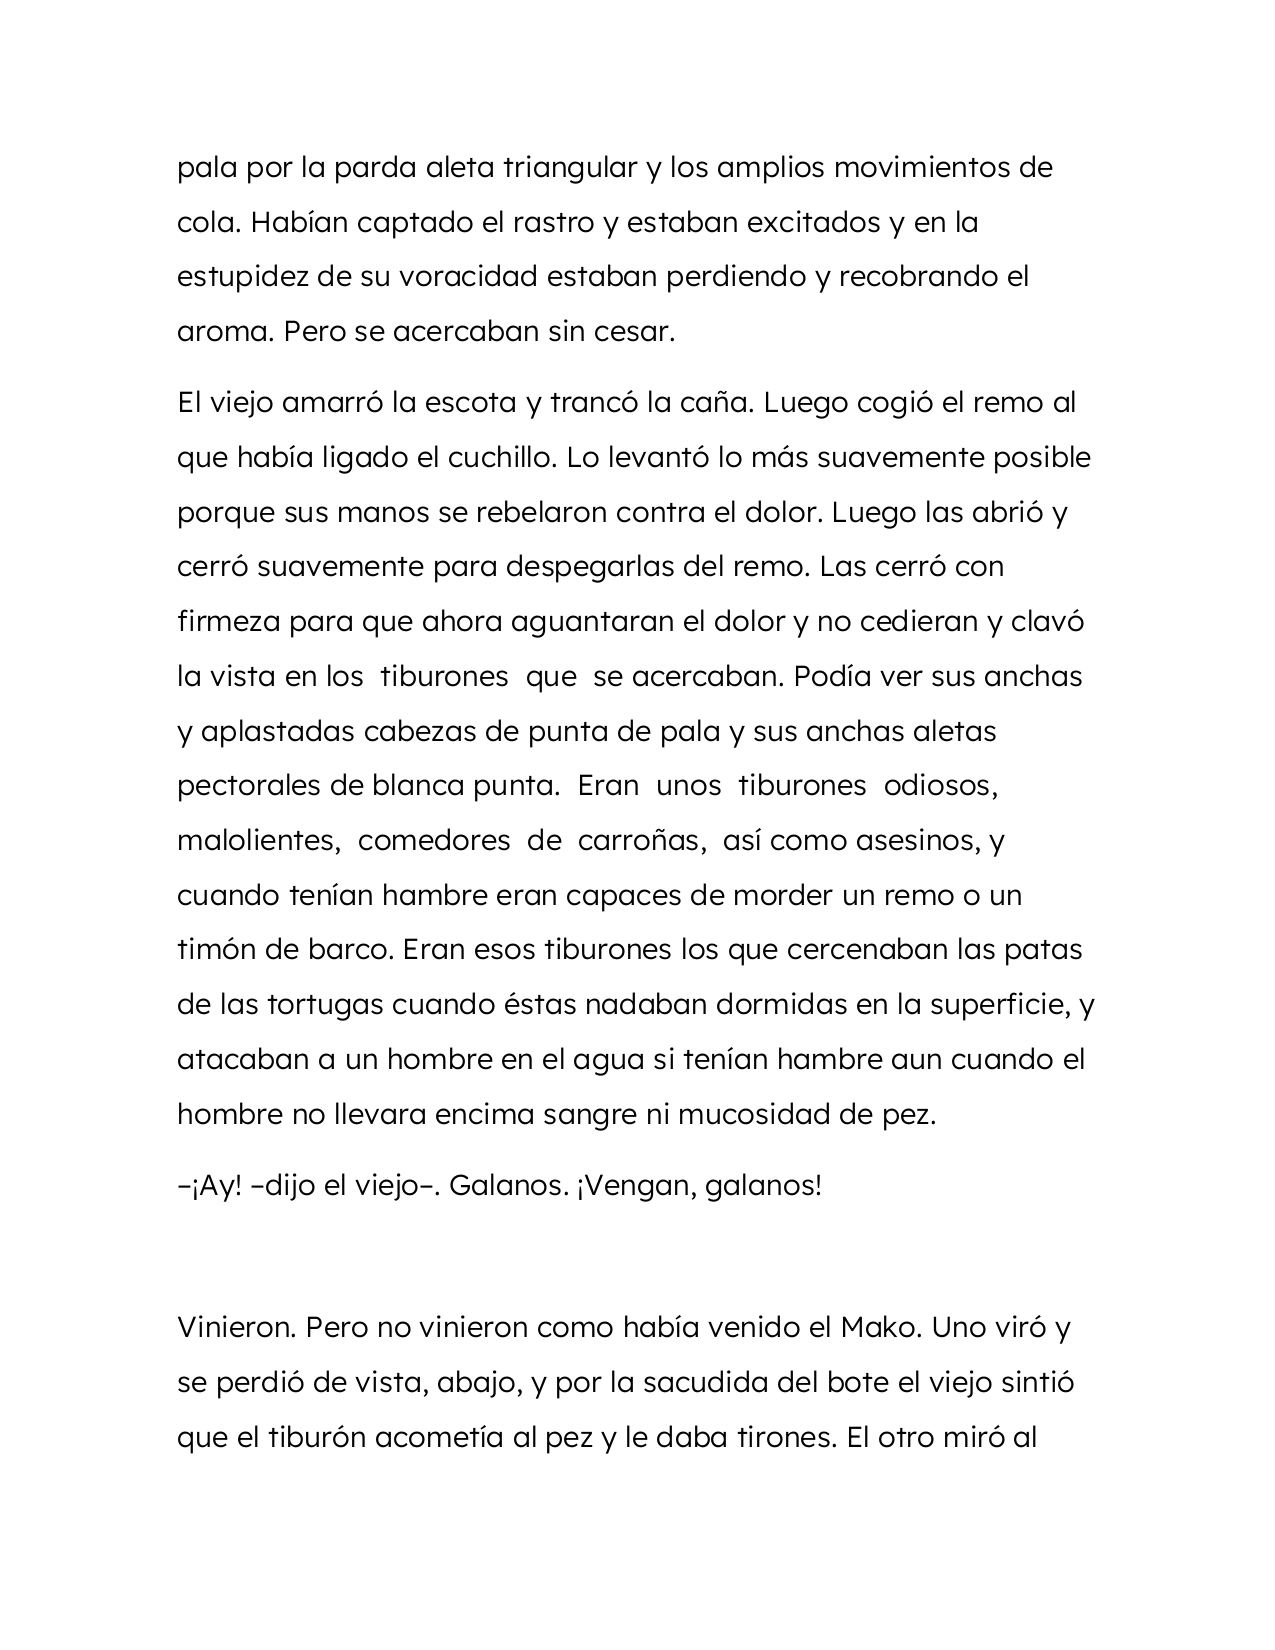 pala por la parda aleta triangular y los amplios movimientos de
cola. Habían captado el rastro y estaban excitados y en la
estupidez de su voracidad estaban perdiendo y recobrando el
aroma. Pero se acercaban sin cesar.
El viejo amarró la escota y trancó la caña. Luego cogió el remo al
que había ligado el cuchillo. Lo levantó lo más suavemente posible
porque sus manos se rebelaron contra el dolor. Luego las abrió y
cerró suavemente para despegarlas del remo. Las cerró con
firmeza para que ahora aguantaran el dolor y no cedieran y clavó
la vista en los tiburones que se acercaban. Podía ver sus anchas
y aplastadas cabezas de punta de pala y sus anchas aletas
pectorales de blanca punta. Eran unos tiburones odiosos,
malolientes, comedores de carroñas, así como asesinos, y
cuando tenían hambre eran capaces de morder un remo o un
timón de barco. Eran esos tiburones los que cercenaban las patas
de las tortugas cuando éstas nadaban dormidas en la superficie, y
atacaban a un hombre en el agua si tenían hambre aun cuando el
hombre no llevara encima sangre ni mucosidad de pez.
–¡Ay! –dijo el viejo–. Galanos. ¡Vengan, galanos!
Vinieron. Pero no vinieron como había venido el Mako. Uno viró y
se perdió de vista, abajo, y por la sacudida del bote el viejo sintió
que el tiburón acometía al pez y le daba tirones. El otro miró al